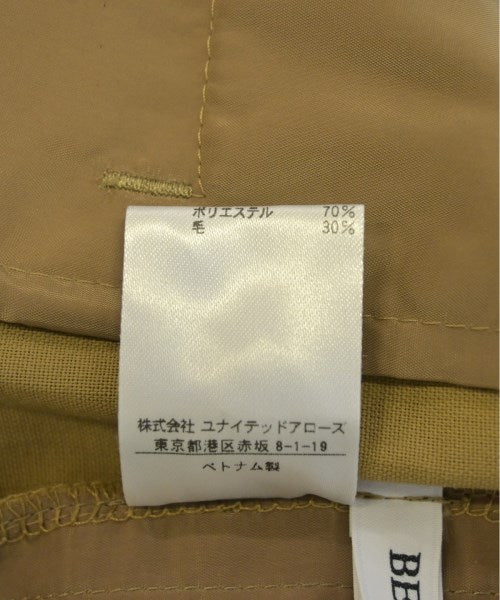 ポリエステル 70%
毛 30%
株式会社 ユナイテッドアローズ
東京都港区赤坂 8-1-19
ベトナム製
BE